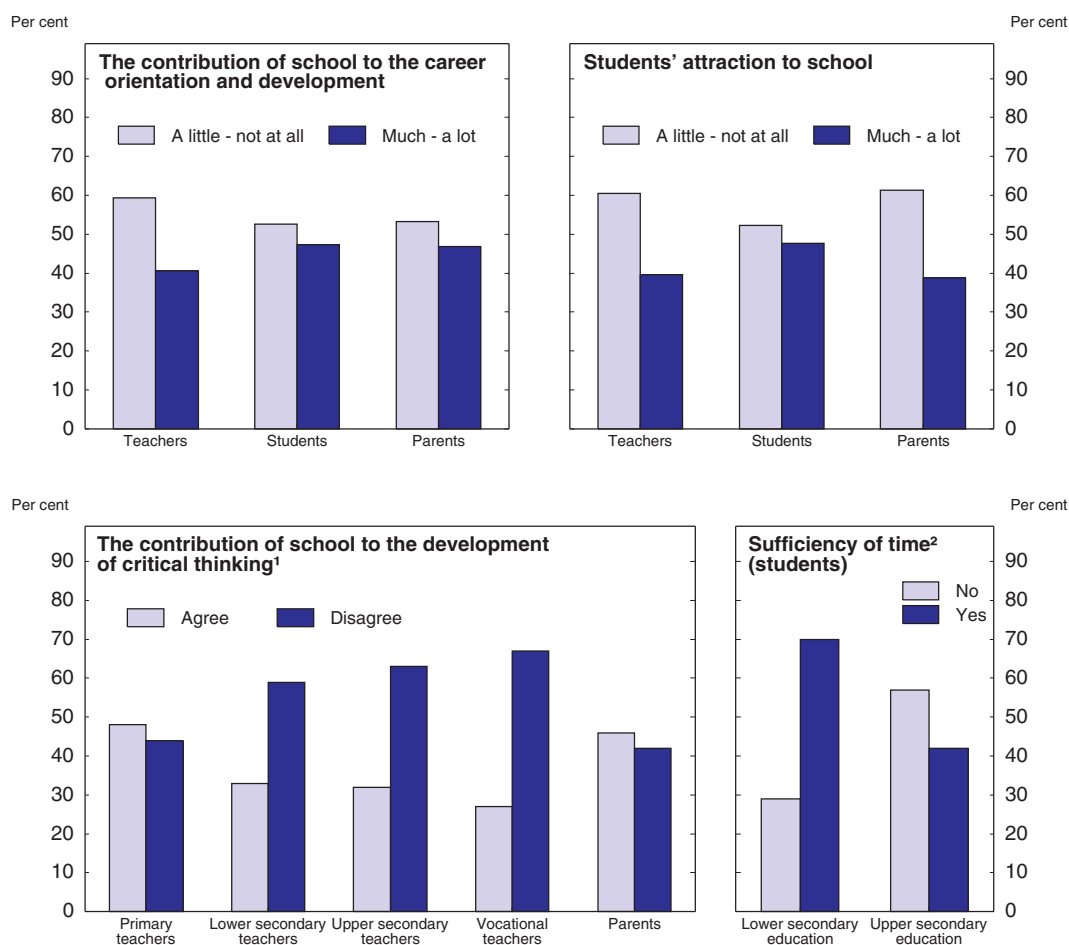 Per cent
Per cent
The contribution of school to the career
orientation and development
A little - not at all
Much - a lot
90
80
70
60
50
40
30
20
10
0
Teachers
Students
Parents
Students' attraction to school
A little - not at all
Much - a lot
90
80
70
60
50
40
30
20
10
0
Teachers
Students
Parents
Per cent
Per cent
The contribution of school to the development
of critical thinking¹
Agree
Disagree
90
80
70
60
50
40
30
20
10
0
Primary
teachers
Lower secondary
teachers
Upper secondary
teachers
Vocational
teachers
Parents
Sufficiency of time²
(students)
No
Yes
90
80
70
60
50
40
30
20
10
0
Lower secondary
education
Upper secondary
education